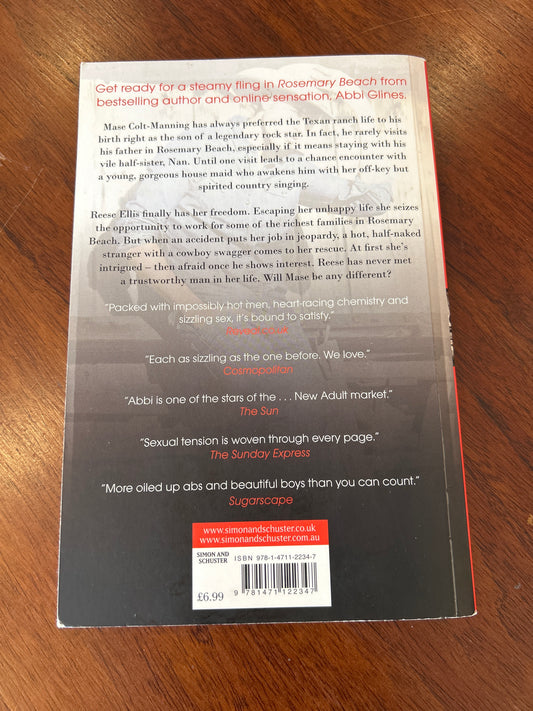 Get ready for a steamy fling in Rosemary Beach from
bestselling author and online sensation, Abbi Glines.
Mase Colt-Manning has always preferred the Texan ranch life to his
birth right as the son of a legendary rock star. In fact, he rarely visits
his father in Rosemary Beach, especially if it means staying with his
vile half-sister, Nan. Until one visit leads to a chance encounter with
a young, gorgeous house maid who awakens him with her off-key but
spirited country singing.
Reese Ellis finally has her freedom. Escaping her unhappy life she seizes
the opportunity to work for some of the richest families in Rosemary
Beach. But when an accident puts her job in jeopardy, a hot, half-naked
stranger with a cowboy swagger comes to her rescue. At first she's
intrigued – then afraid once he shows interest. Reese has never met
a trustworthy man in her life. Will Mase be any different?
"Packed with impossibly hot men, heart-racing chemistry and
sizzling sex, it's bound to satisfy."
"Each as sizzling as the one before. We love."
Cosmopolitan
"Abbi is one of the stars of the . . . New Adult market."
The Sun
"Sexual tension is woven through every page."
The Sunday Express
"More oiled up abs and beautiful boys than you can count."
Sugarscape
www.simonandschuster.co.uk
www.simonandschuster.com.au
SIMON AND
SCHUSTER
£6.99
ISBN 978-1-4711-2234-7
9 781471 122347